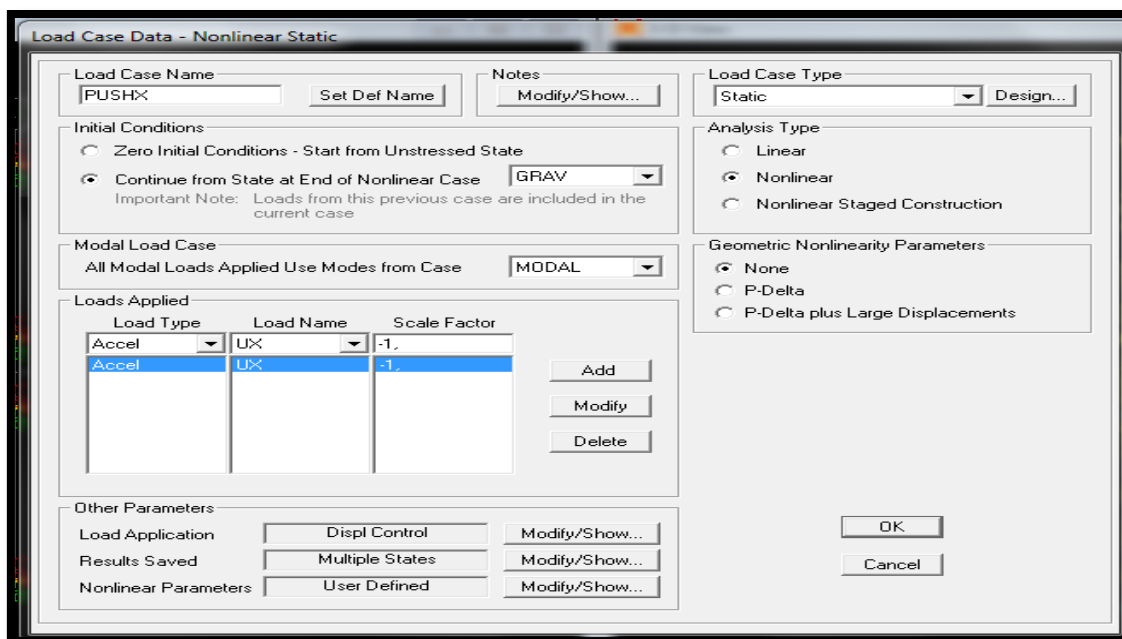 Load Case Data - Nonlinear Static
Load Case Name
PUSHX
Set Def Name
Notes
Modify/Show...
Load Case Type
Static
Design...
Initial Conditions
Zero Initial Conditions - Start from Unstressed State
Continue from State at End of Nonlinear Case
GRAV
Important Note: Loads from this previous case are included in the
current case
Analysis Type
Linear
Nonlinear
Nonlinear Staged Construction
Modal Load Case
All Modal Loads Applied Use Modes from Case
MODAL
Geometric Nonlinearity Parameters
None
P-Delta
P-Delta plus Large Displacements
Loads Applied
Load Type Load Name Scale Factor
Accel UX -1,
Accel UX -1,
Add
Modify
Delete
Other Parameters
Load Application Displ Control Modify/Show...
Results Saved Multiple States Modify/Show...
Nonlinear Parameters User Defined Modify/Show...
OK
Cancel